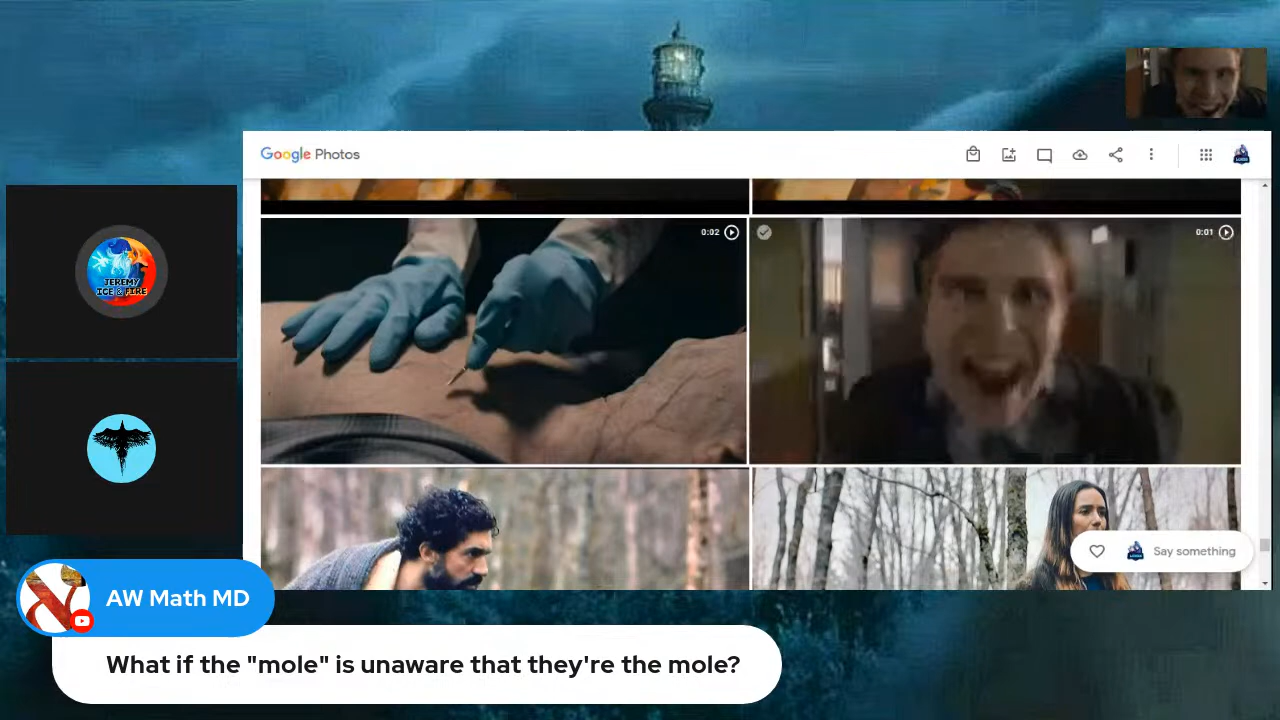 Google Photos
0:02
0:01
JEREMY
ICE & FIRE
Say something
AW Math MD
What if the "mole" is unaware that they're the mole?